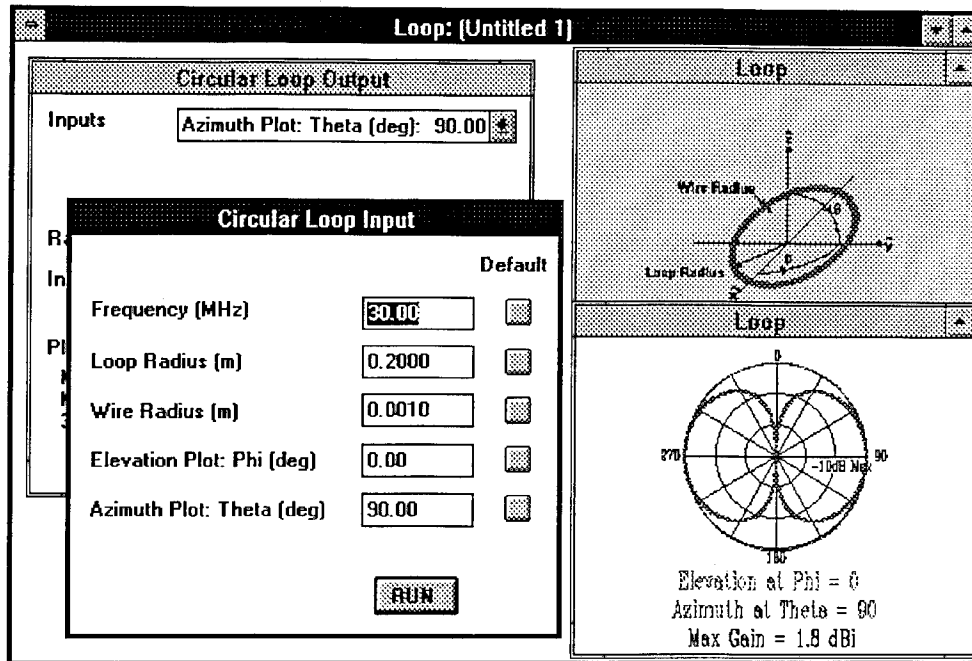 Loop: (Untitled 1)
Circular Loop Output
Inputs
Azimuth Plot: Theta (deg): 90.00
Circular Loop Input
Default
Frequency (MHz)
30.00
Loop Radius (m)
0.2000
Wire Radius (m)
0.0010
Elevation Plot: Phi (deg)
0.00
Azimuth Plot: Theta (deg)
90.00
RUN
Loop
Wire Radius
Loop Radius
Loop
0
270
90
-10dB Max
180
Elevation at Phi = 0
Azimuth at Theta = 90
Max Gain = 1.8 dBi